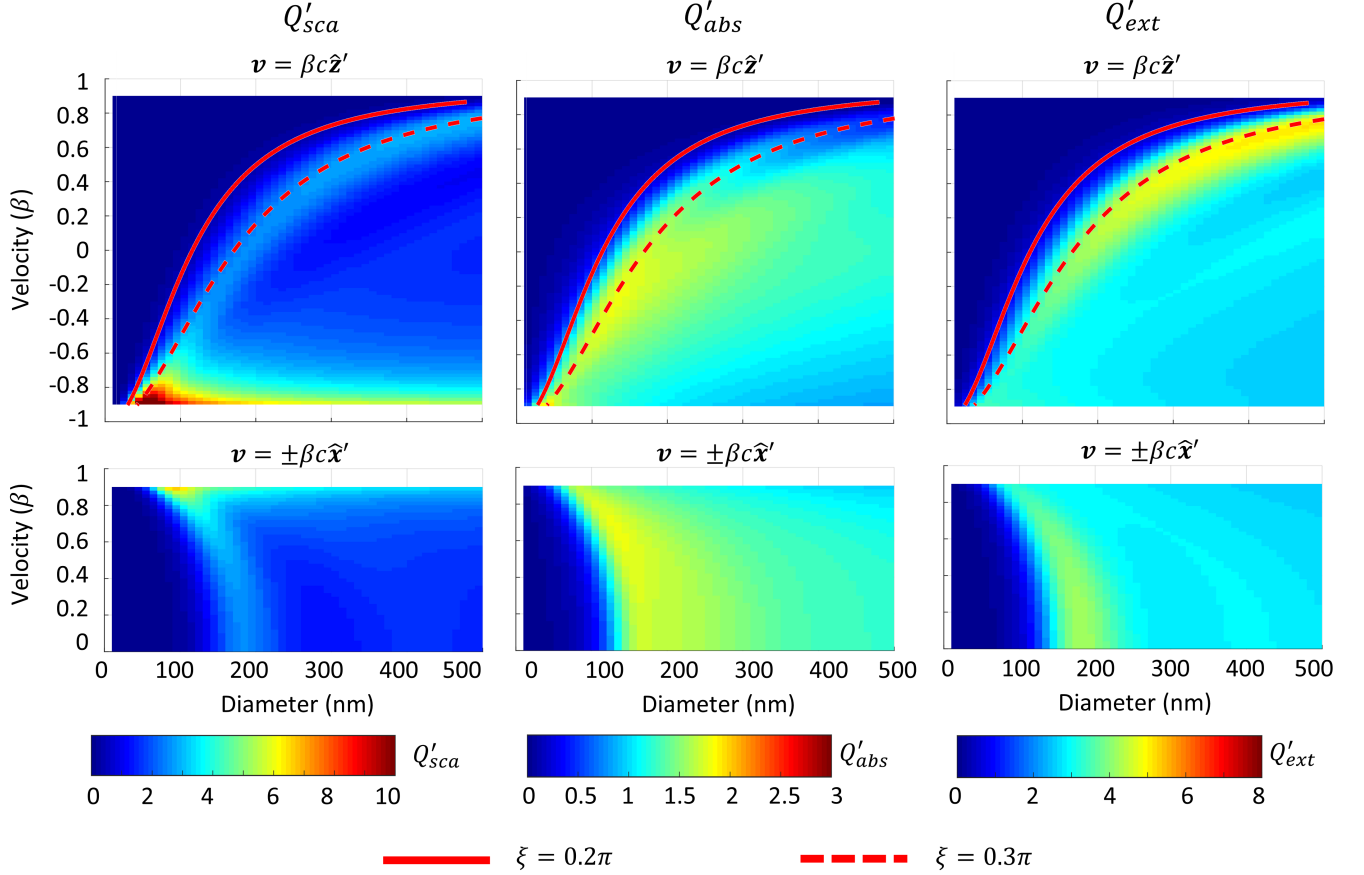 Q′sca Q′abs Q′ext
v = βcẑ′ v = βcẑ′ v = βcẑ′
Velocity (β)
1
0.8
0.6
0.4
0.2
0
-0.2
-0.4
-0.6
-0.8
-1
v = ±βcx̂′ v = ±βcx̂′ v = ±βcx̂′
Velocity (β)
1
0.8
0.6
0.4
0.2
0
0 100 200 300 400 500 0 100 200 300 400 500 0 100 200 300 400 500
Diameter (nm) Diameter (nm) Diameter (nm)
Q′sca Q′abs Q′ext
0 2 4 6 8 10 0 0.5 1 1.5 2 2.5 3 0 2 4 6 8
ξ = 0.2π ξ = 0.3π